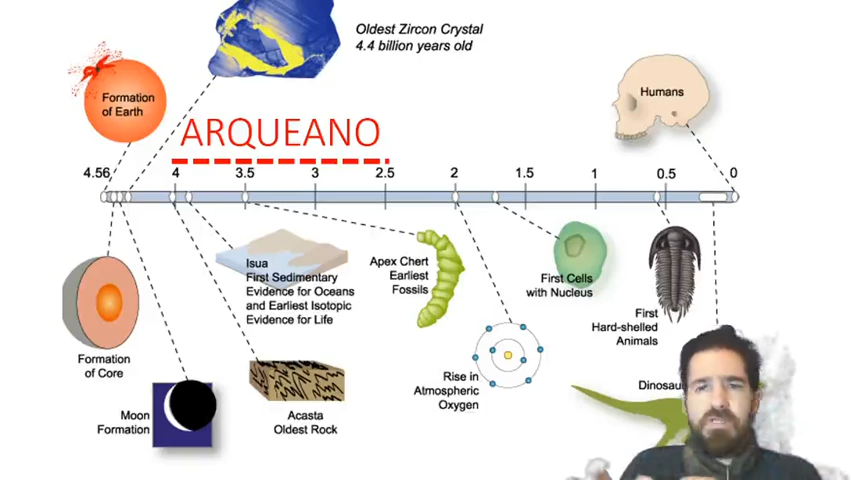 Oldest Zircon Crystal
4.4 billion years old
Formation
of Earth
Humans
ARQUEANO
4.56
4
3.5
3
2.5
2
1.5
1
0.5
0
Isua
First Sedimentary
Evidence for Oceans
and Earliest Isotopic
Evidence for Life
Apex Chert
Earliest
Fossils
First Cells
with Nucleus
First
Hard-shelled
Animals
Formation
of Core
Rise in
Atmospheric
Oxygen
Moon
Formation
Acasta
Oldest Rock